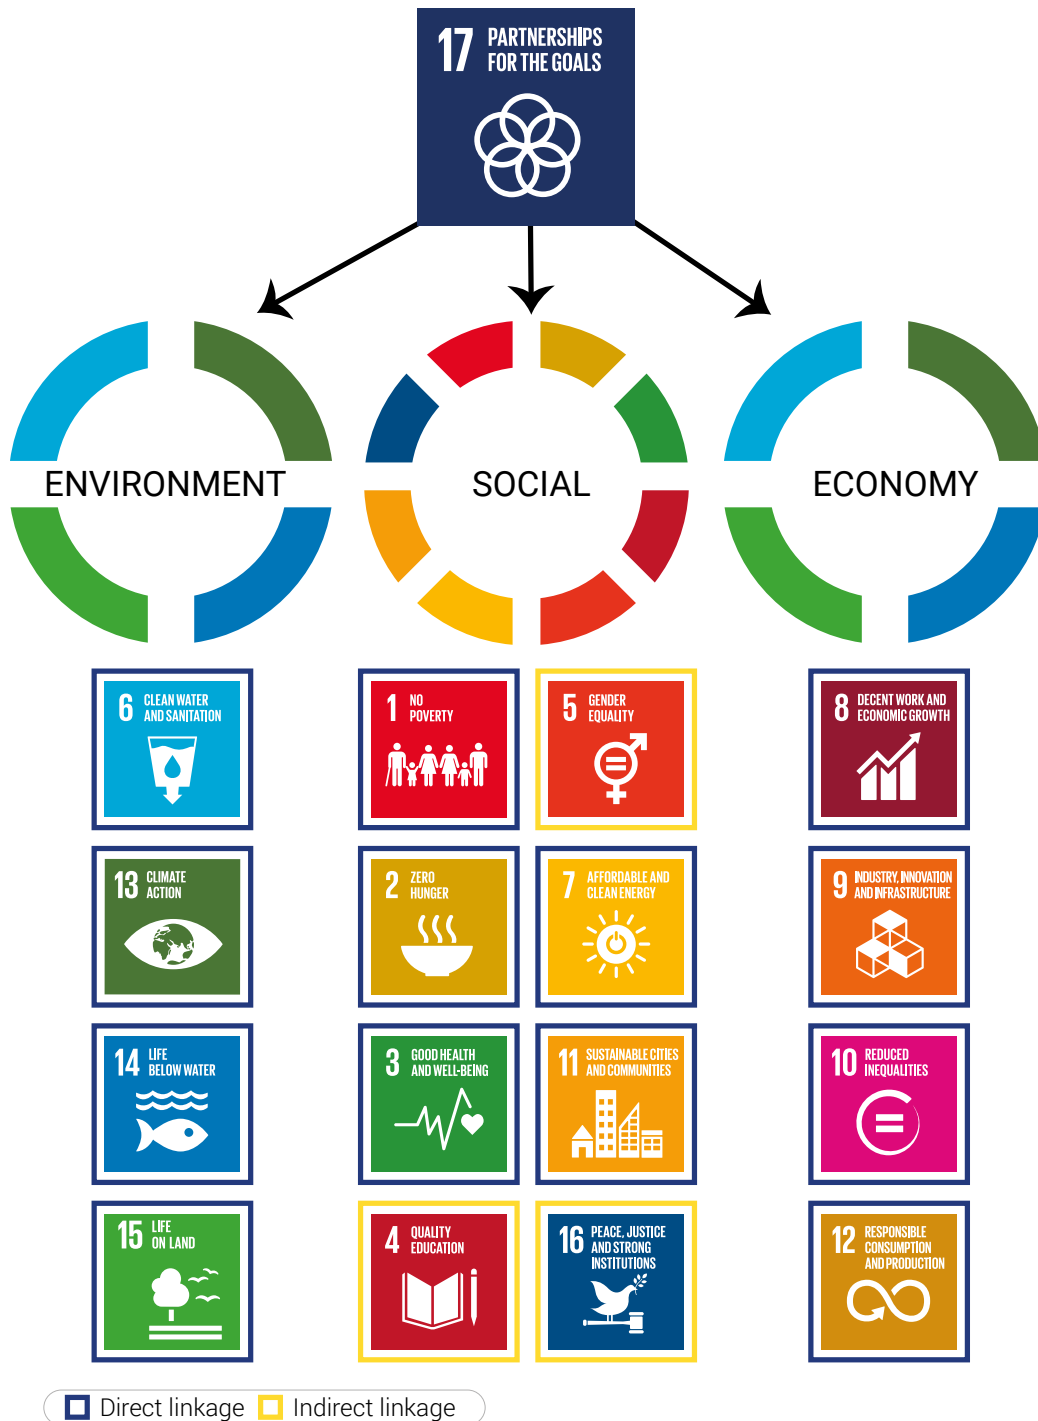 17 PARTNERSHIPS
FOR THE GOALS
ENVIRONMENT
SOCIAL
ECONOMY
6 CLEAN WATER
AND SANITATION
13 CLIMATE
ACTION
14 LIFE
BELOW WATER
15 LIFE
ON LAND
1 NO
POVERTY
5 GENDER
EQUALITY
2 ZERO
HUNGER
7 AFFORDABLE AND
CLEAN ENERGY
3 GOOD HEALTH
AND WELL-BEING
11 SUSTAINABLE CITIES
AND COMMUNITIES
4 QUALITY
EDUCATION
16 PEACE, JUSTICE
AND STRONG
INSTITUTIONS
8 DECENT WORK AND
ECONOMIC GROWTH
9 INDUSTRY, INNOVATION
AND INFRASTRUCTURE
10 REDUCED
INEQUALITIES
12 RESPONSIBLE
CONSUMPTION
AND PRODUCTION
Direct linkage
Indirect linkage